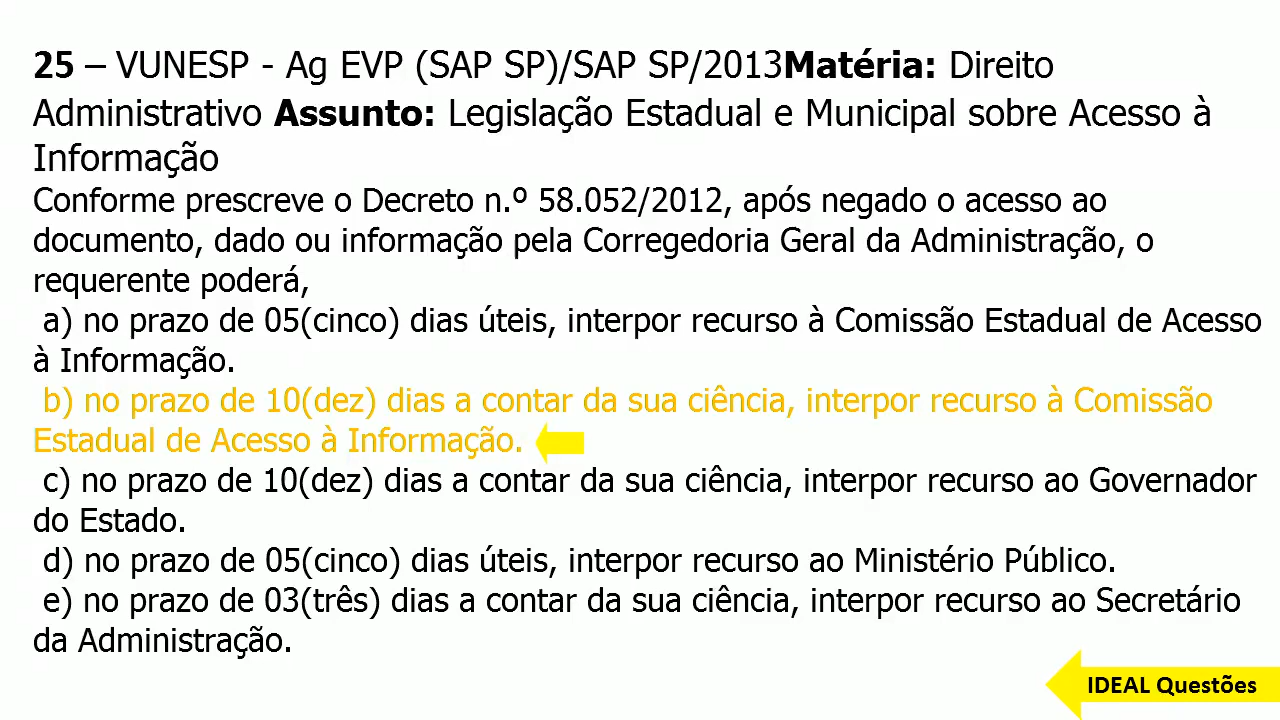 25 – VUNESP - Ag EVP (SAP SP)/SAP SP/2013Matéria: Direito
Administrativo Assunto: Legislação Estadual e Municipal sobre Acesso à
Informação
Conforme prescreve o Decreto n.º 58.052/2012, após negado o acesso ao
documento, dado ou informação pela Corregedoria Geral da Administração, o
requerente poderá,
a) no prazo de 05(cinco) dias úteis, interpor recurso à Comissão Estadual de Acesso
à Informação.
b) no prazo de 10(dez) dias a contar da sua ciência, interpor recurso à Comissão
Estadual de Acesso à Informação.
c) no prazo de 10(dez) dias a contar da sua ciência, interpor recurso ao Governador
do Estado.
d) no prazo de 05(cinco) dias úteis, interpor recurso ao Ministério Público.
e) no prazo de 03(três) dias a contar da sua ciência, interpor recurso ao Secretário
da Administração.
IDEAL Questões